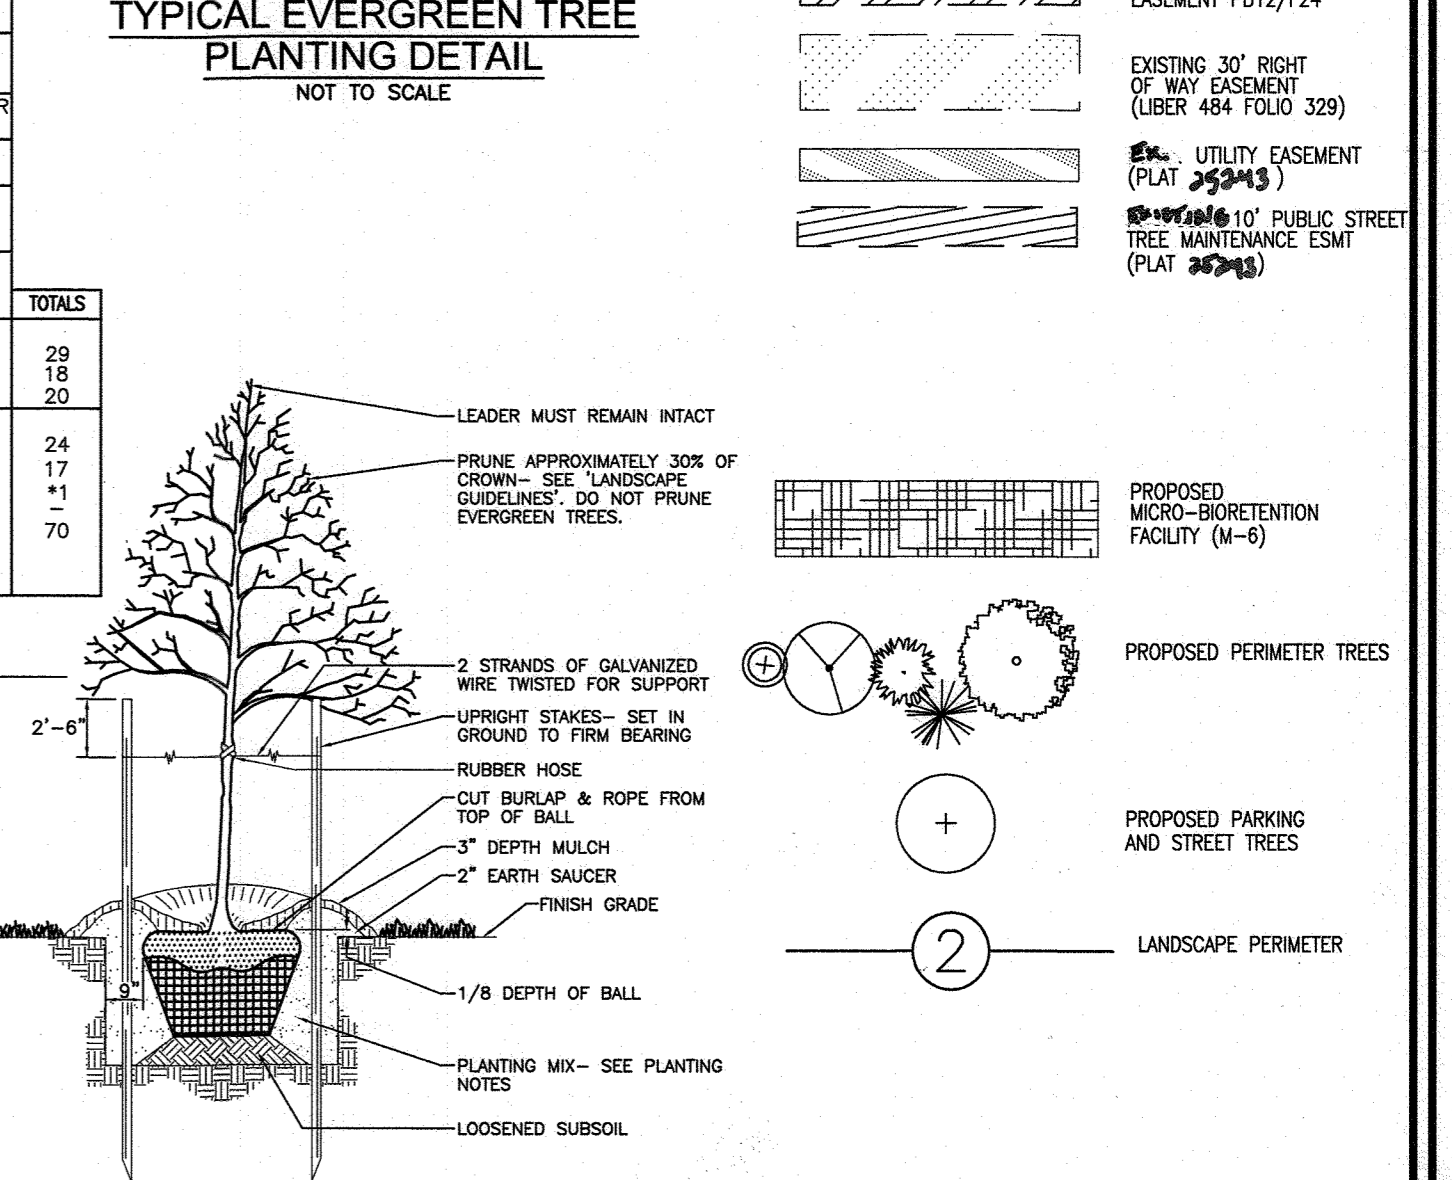 TYPICAL EVERGREEN TREE
PLANTING DETAIL
NOT TO SCALE
R
TOTALS
29
18
20
24
17
*1
–
70
LEADER MUST REMAIN INTACT
PRUNE APPROXIMATELY 30% OF
CROWN– SEE 'LANDSCAPE
GUIDELINES'. DO NOT PRUNE
EVERGREEN TREES.
2 STRANDS OF GALVANIZED
WIRE TWISTED FOR SUPPORT
2'-6"
UPRIGHT STAKES– SET IN
GROUND TO FIRM BEARING
RUBBER HOSE
CUT BURLAP & ROPE FROM
TOP OF BALL
3" DEPTH MULCH
2" EARTH SAUCER
FINISH GRADE
9"
1/8 DEPTH OF BALL
PLANTING MIX– SEE PLANTING
NOTES
LOOSENED SUBSOIL
EASEMENT
EXISTING 30' RIGHT
OF WAY EASEMENT
(LIBER 484 FOLIO 329)
EX. UTILITY EASEMENT
(PLAT 25243)
EXISTING 10' PUBLIC STREET
TREE MAINTENANCE ESMT
(PLAT 25243)
PROPOSED
MICRO–BIORETENTION
FACILITY (M–6)
PROPOSED PERIMETER TREES
PROPOSED PARKING
AND STREET TREES
2
LANDSCAPE PERIMETER